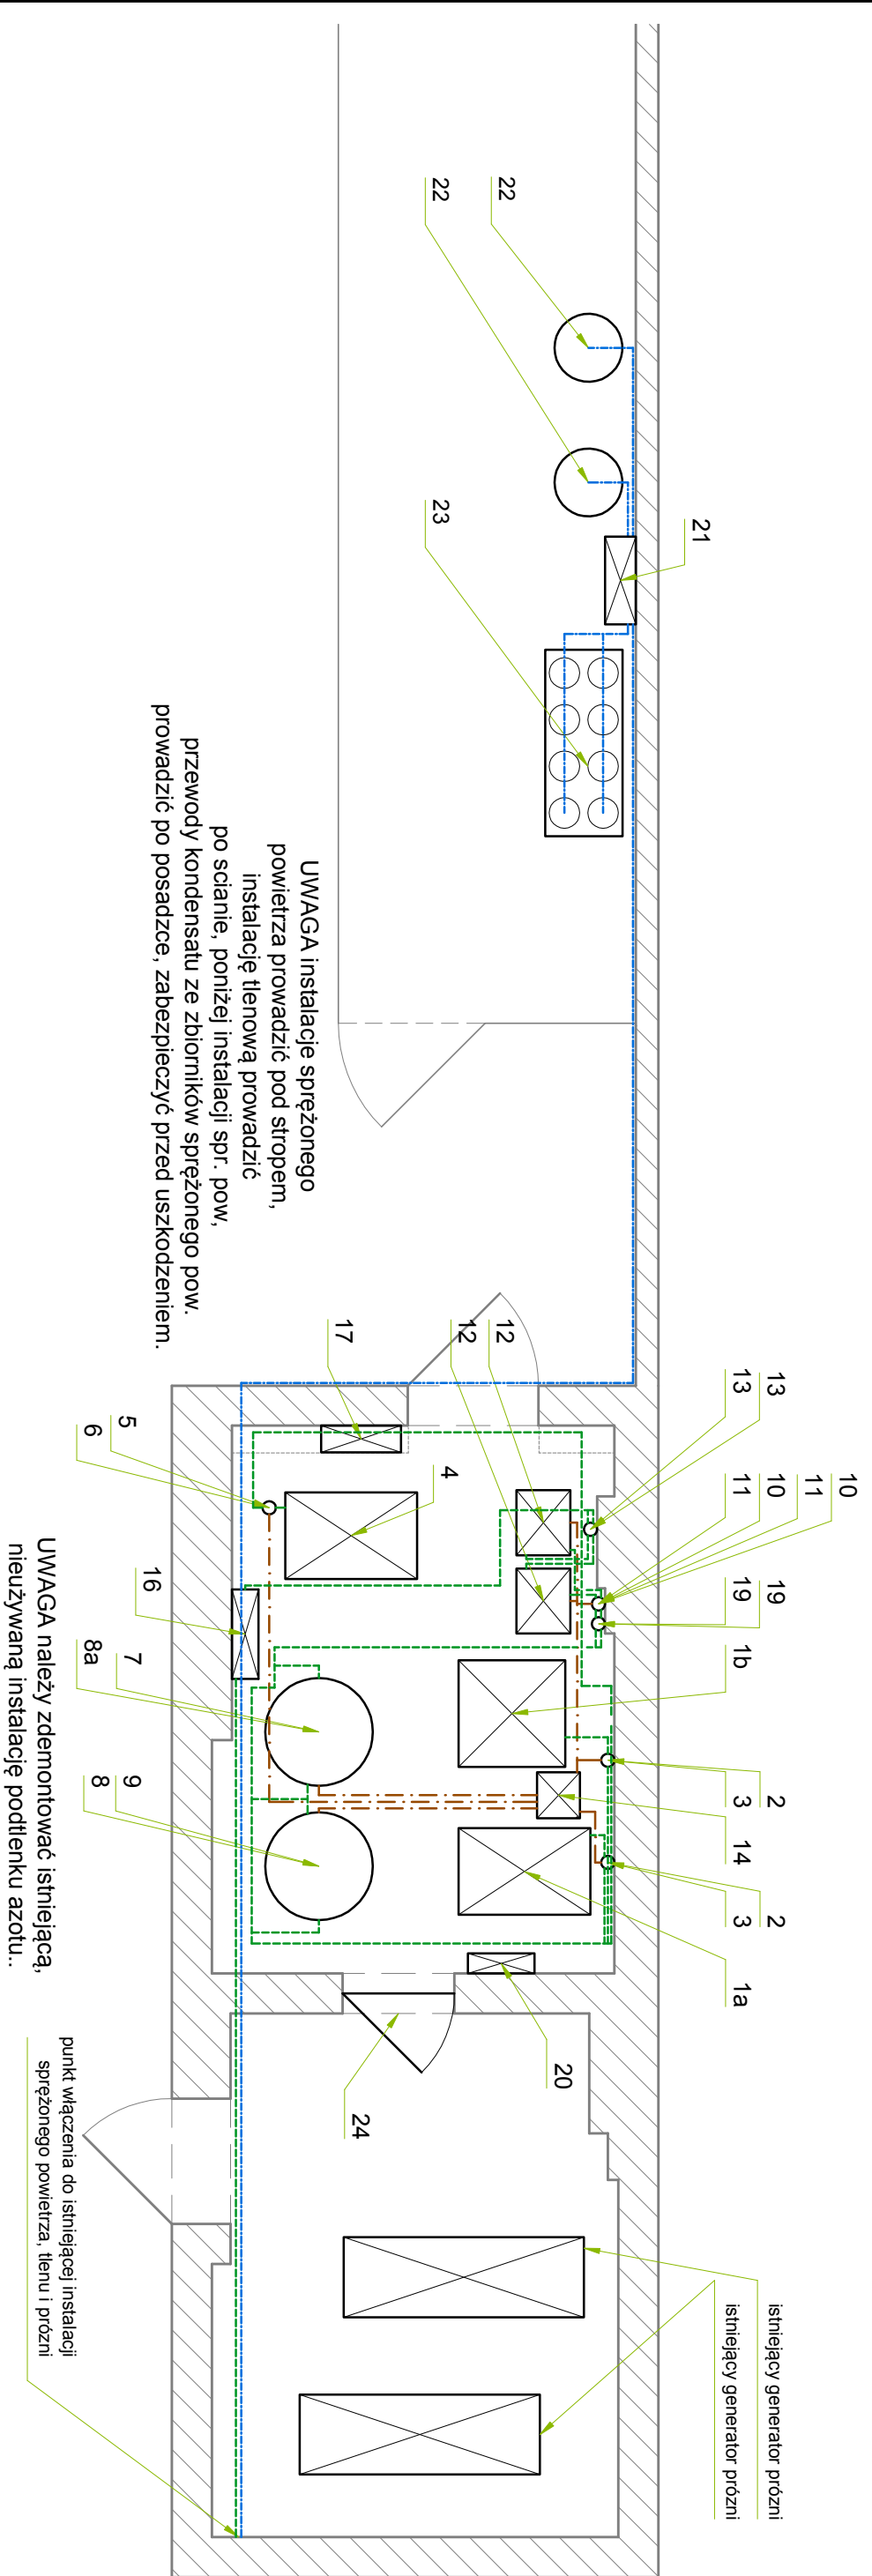 22
22
21
23
UWAGA instalacje sprężonego
powietrza prowadzić pod stropem,
instalację tlenową prowadzić
po scianie, poniżej instalacji spr. pow,
przewody kondensatu ze zbiorników sprężonego pow.
prowadzić po posadzce, zabezpieczyć przed uszkodzeniem.
13
13
10
11
10
11
19
19
1b
2
3
14
2
3
1a
12
12
17
4
5
6
16
7
8a
9
8
20
24
UWAGA należy zdemontować istniejącą,
nieużywaną instalację podtlenku azotu..
punkt włączenia do istniejącej instalacji
sprężonego powietrza, tlenu i prózni
istniejący generator prózni
istniejący generator prózni